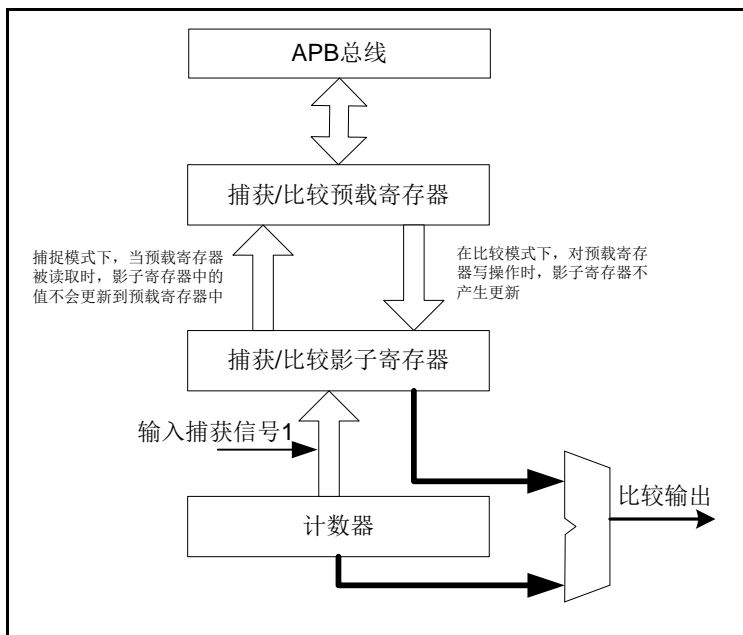 APB总线
捕获/比较预载寄存器
捕捉模式下，当预载寄存器
被读取时，影子寄存器中的
值不会更新到预载寄存器中
在比较模式下，对预载寄存
器写操作时，影子寄存器不
产生更新
捕获/比较影子寄存器
输入捕获信号1
计数器
比较输出